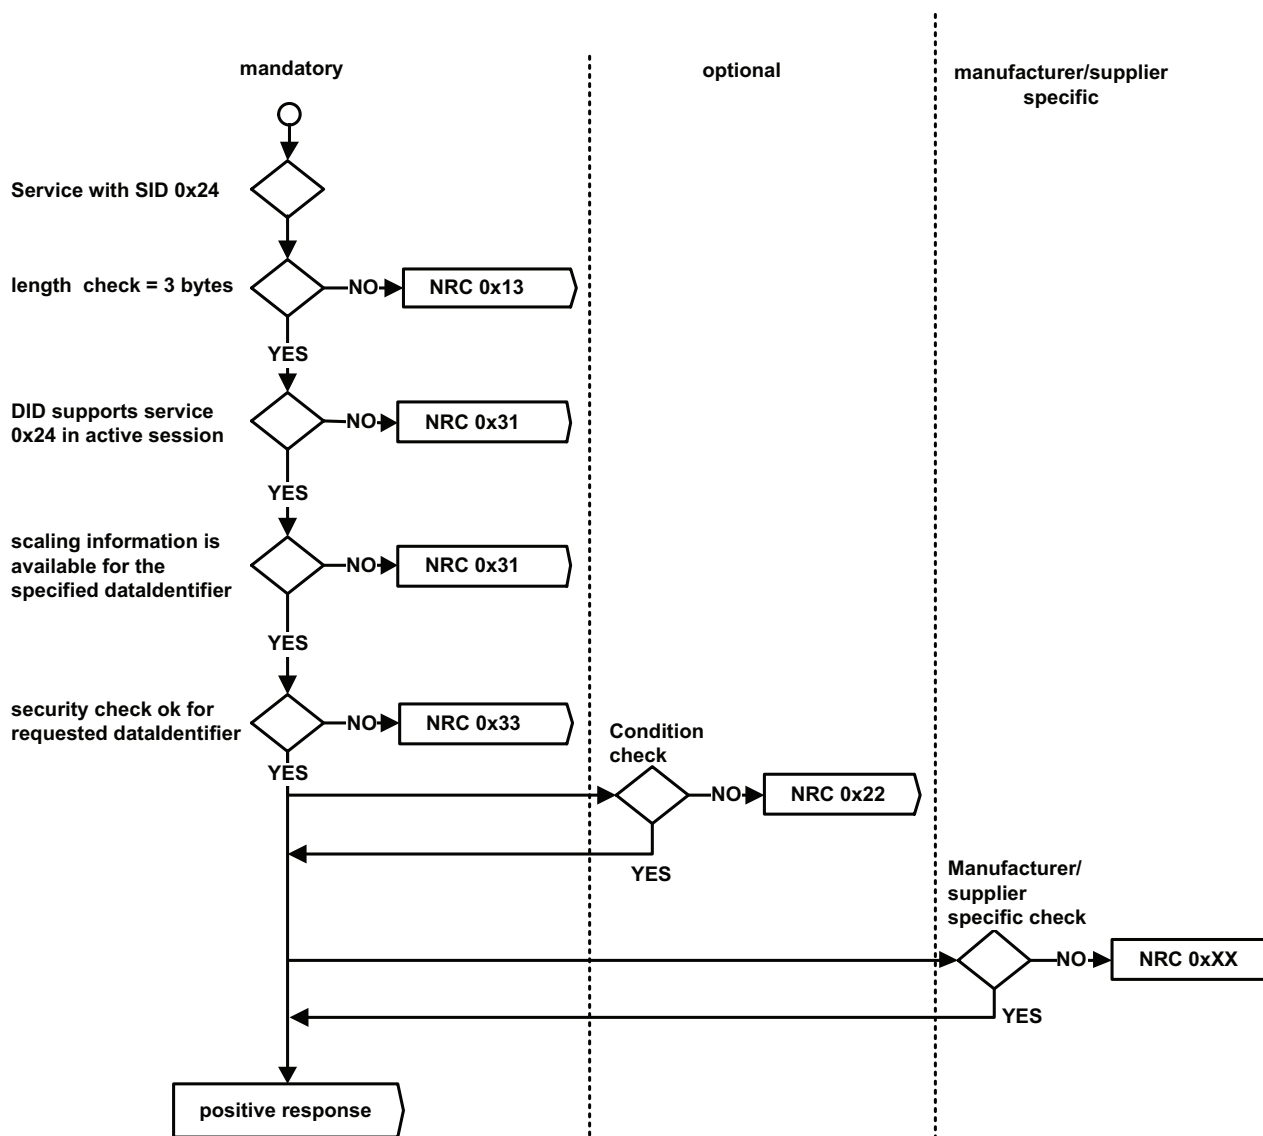 mandatory
optional
manufacturer/supplier
specific
Service with SID 0x24
length check = 3 bytes
NO
NRC 0x13
YES
DID supports service
0x24 in active session
NO
NRC 0x31
YES
scaling information is
available for the
specified dataIdentifier
NO
NRC 0x31
YES
security check ok for
requested dataIdentifier
NO
NRC 0x33
YES
Condition
check
NO
NRC 0x22
YES
Manufacturer/
supplier
specific check
NO
NRC 0xXX
YES
positive response